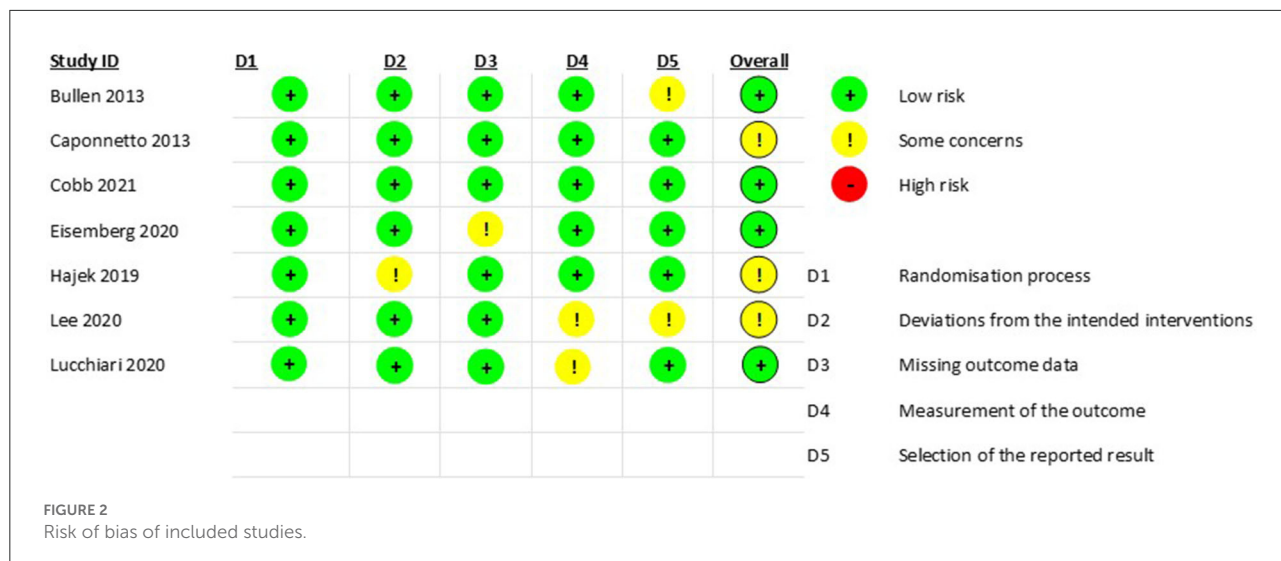 Study ID D1 D2 D3 D4 D5 Overall
Bullen 2013 + + + + ! + + Low risk
Caponnetto 2013 + + + + + ! ! Some concerns
Cobb 2021 + + + + + + - High risk
Eisemberg 2020 + + ! + + +
Hajek 2019 + ! + + + ! D1 Randomisation process
Lee 2020 + + + ! ! ! D2 Deviations from the intended interventions
Lucchiari 2020 + + + ! + + D3 Missing outcome data
D4 Measurement of the outcome
D5 Selection of the reported result
FIGURE 2
Risk of bias of included studies.